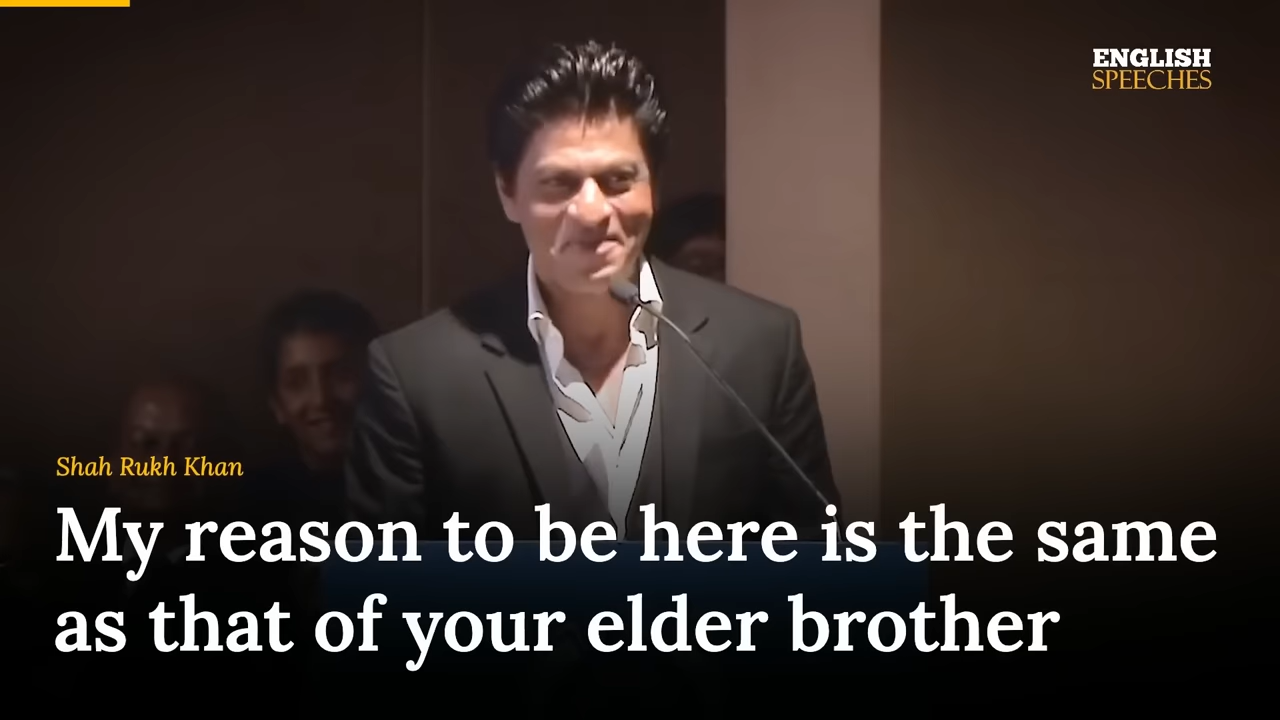 ENGLISH
SPEECHES
Shah Rukh Khan
My reason to be here is the same
as that of your elder brother